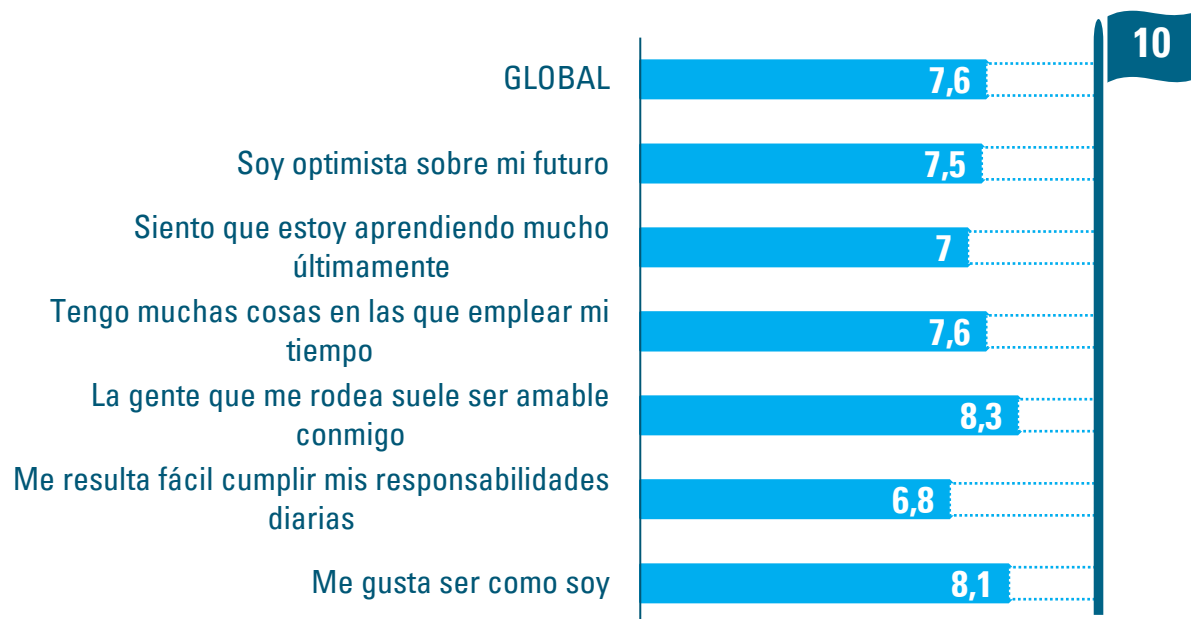 10
GLOBAL
7,6
Soy optimista sobre mi futuro
7,5
Siento que estoy aprendiendo mucho
últimamente
7
Tengo muchas cosas en las que emplear mi
tiempo
7,6
La gente que me rodea suele ser amable
conmigo
8,3
Me resulta fácil cumplir mis responsabilidades
diarias
6,8
Me gusta ser como soy
8,1